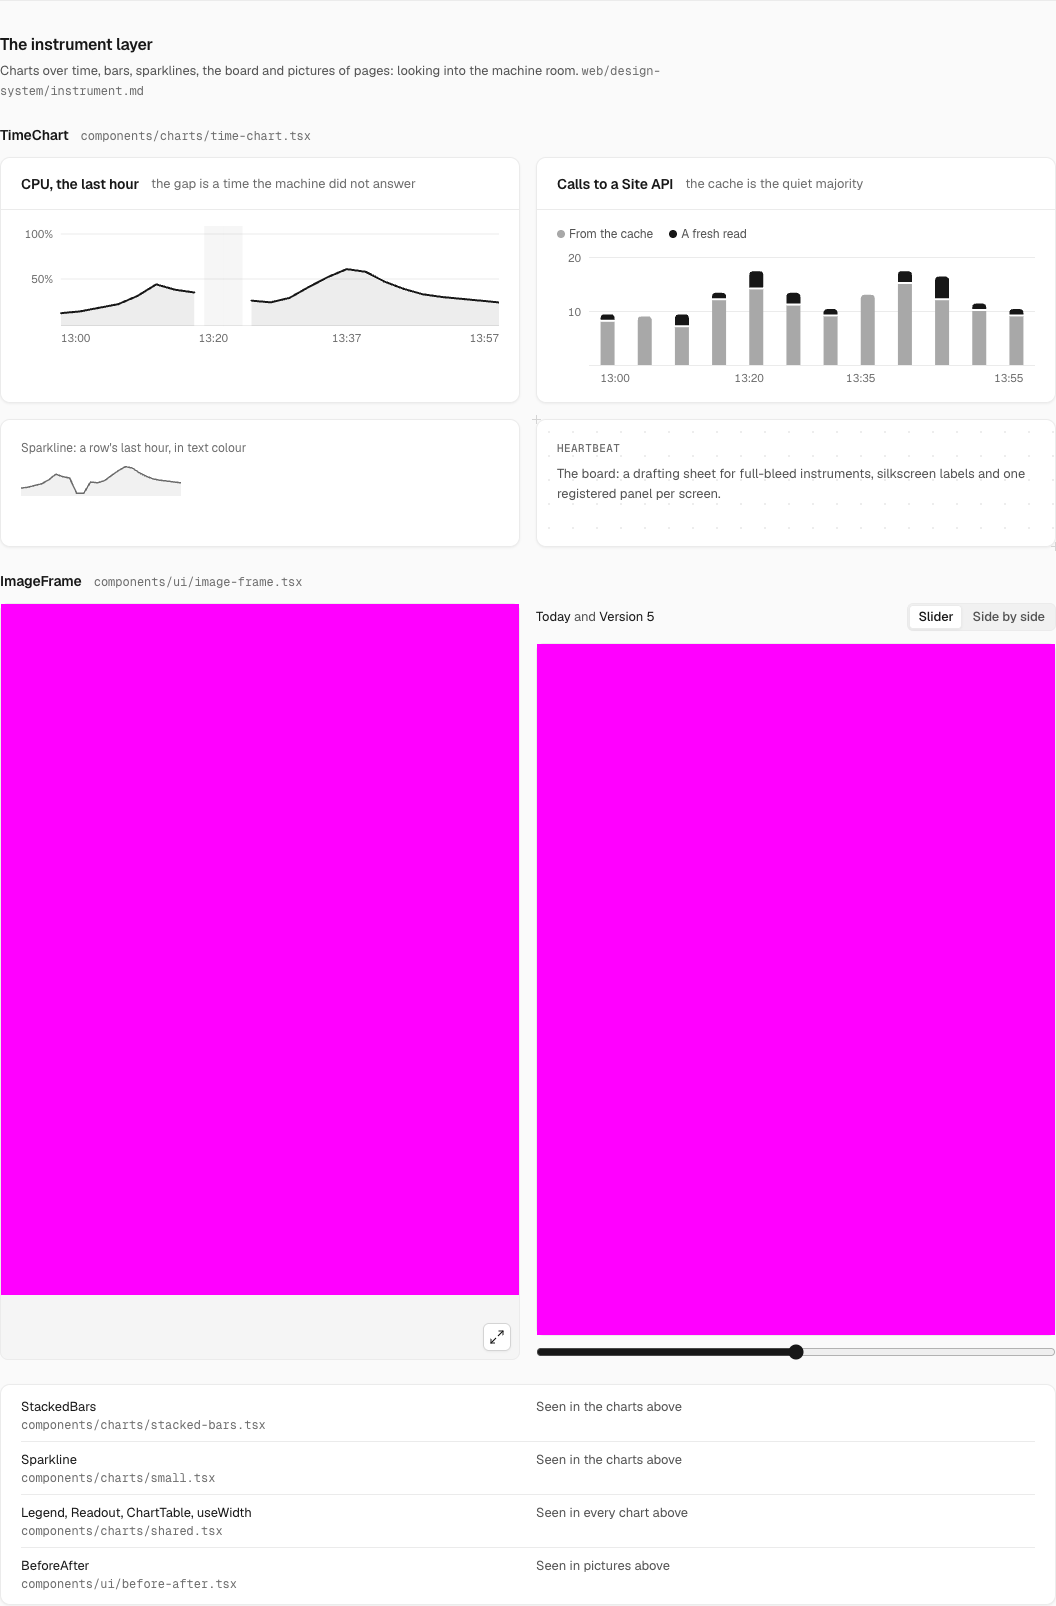 The instrument layer
Charts over time, bars, sparklines, the board and pictures of pages: looking into the machine room. web/design-
system/instrument.md
TimeChart components/charts/time-chart.tsx
CPU, the last hour the gap is a time the machine did not answer
100%
50%
13:00 13:20 13:37 13:57
Calls to a Site API the cache is the quiet majority
From the cache A fresh read
20
10
13:00 13:20 13:35 13:55
Sparkline: a row's last hour, in text colour
HEARTBEAT
The board: a drafting sheet for full-bleed instruments, silkscreen labels and one
registered panel per screen.
ImageFrame components/ui/image-frame.tsx
Today and Version 5
Slider Side by side
StackedBars Seen in the charts above
components/charts/stacked-bars.tsx
Sparkline Seen in the charts above
components/charts/small.tsx
Legend, Readout, ChartTable, useWidth Seen in every chart above
components/charts/shared.tsx
BeforeAfter Seen in pictures above
components/ui/before-after.tsx